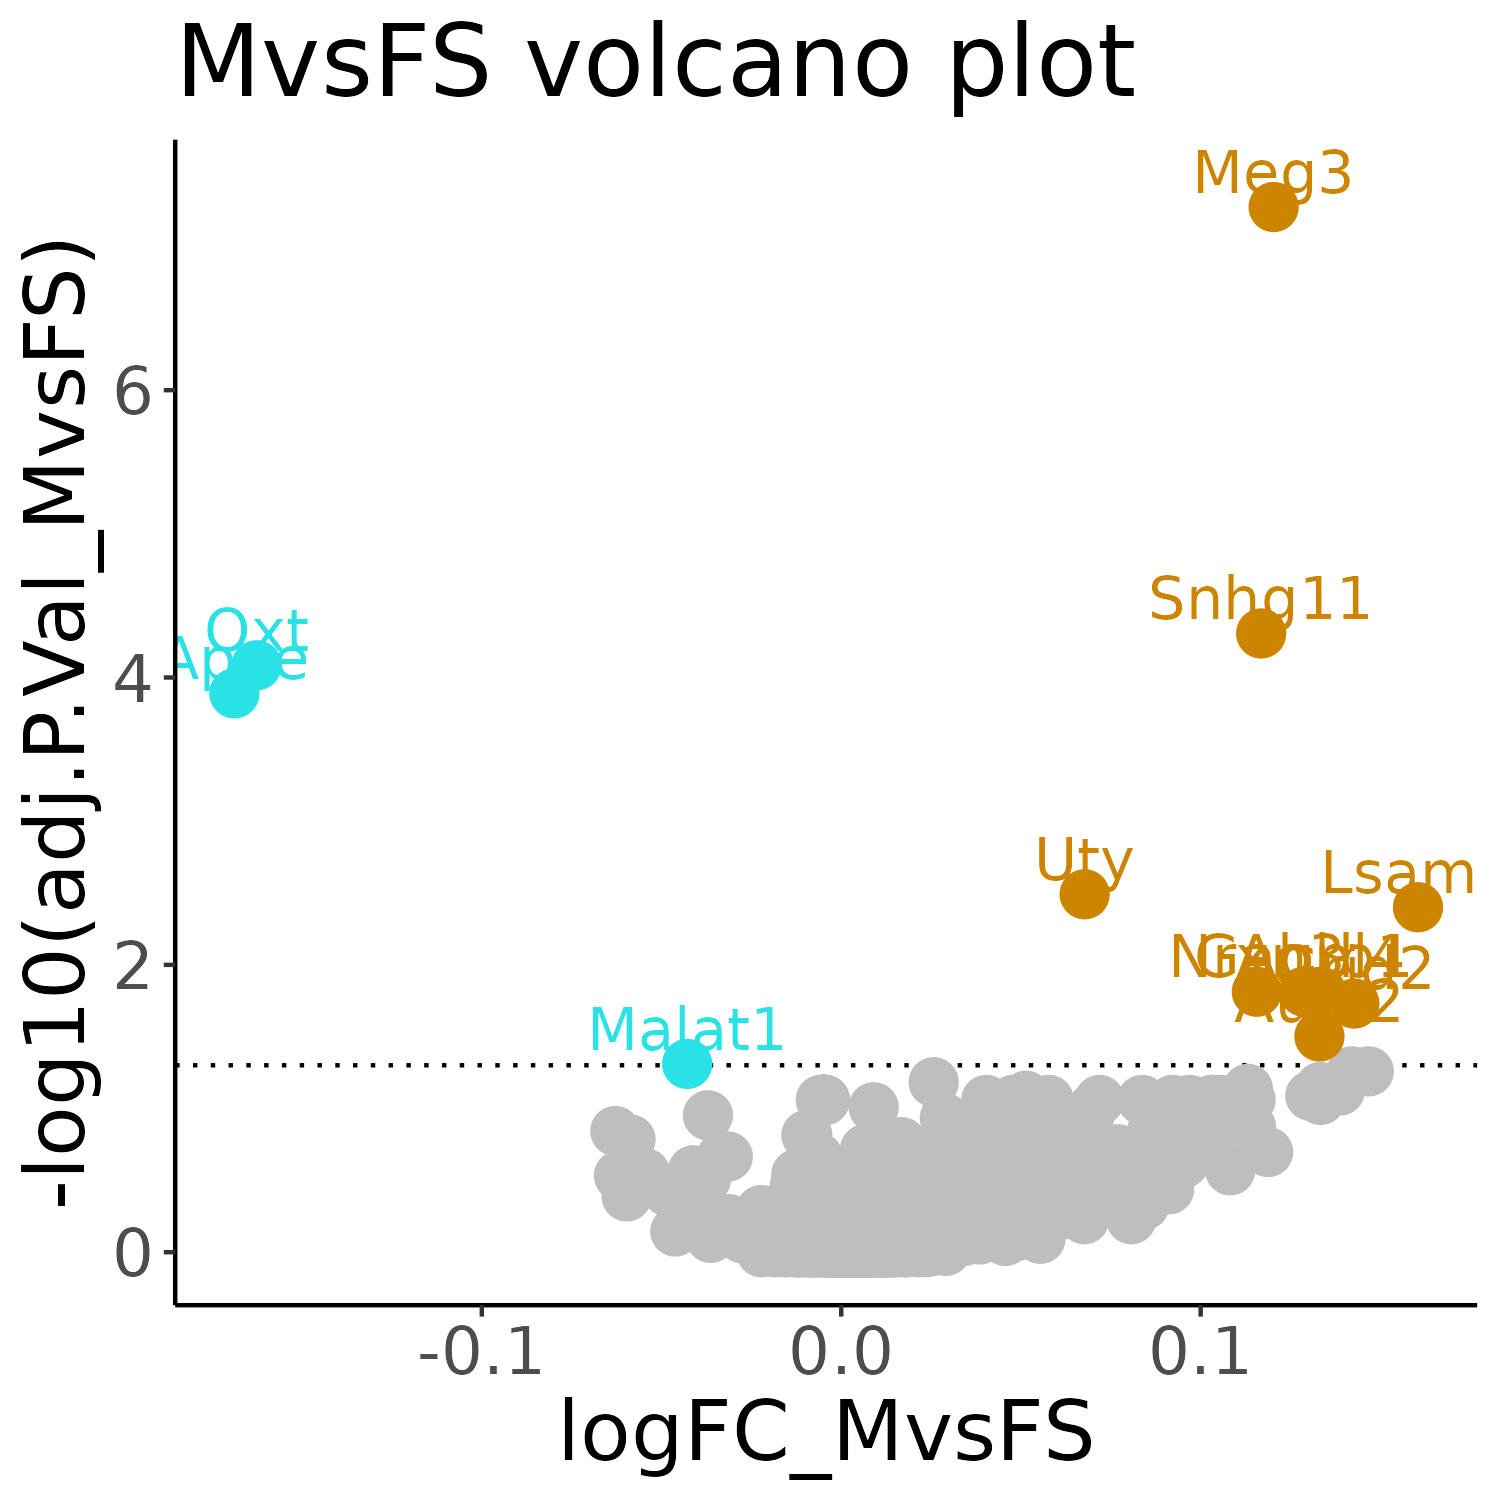 MvsFS volcano plot
-log10(adj.P.Val_MvsFS)
6
4
2
0
Meg3
Snhg11
Oxt
Uty
Lsam
Malat1
-0.1
0.0
0.1
logFC_MvsFS